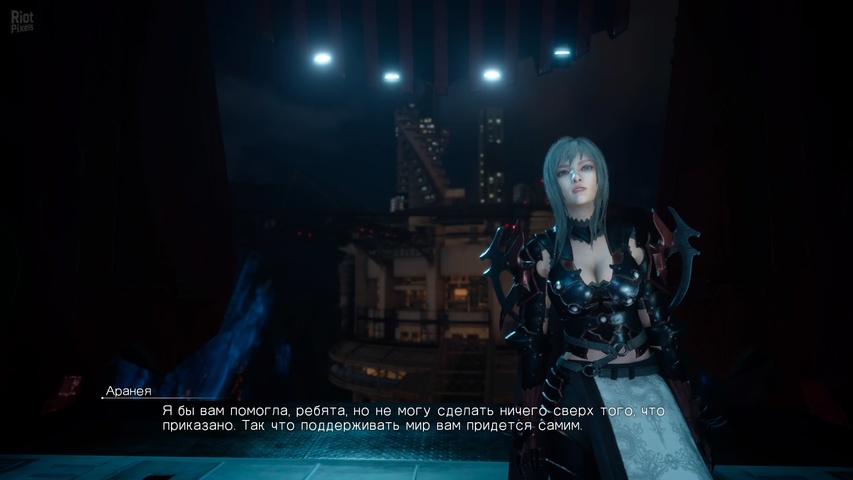 Riot
Pixels
Аранея
Я бы вам помогла, ребята, но не могу сделать ничего сверх того, что
приказано. Так что поддерживать мир вам придется самим.